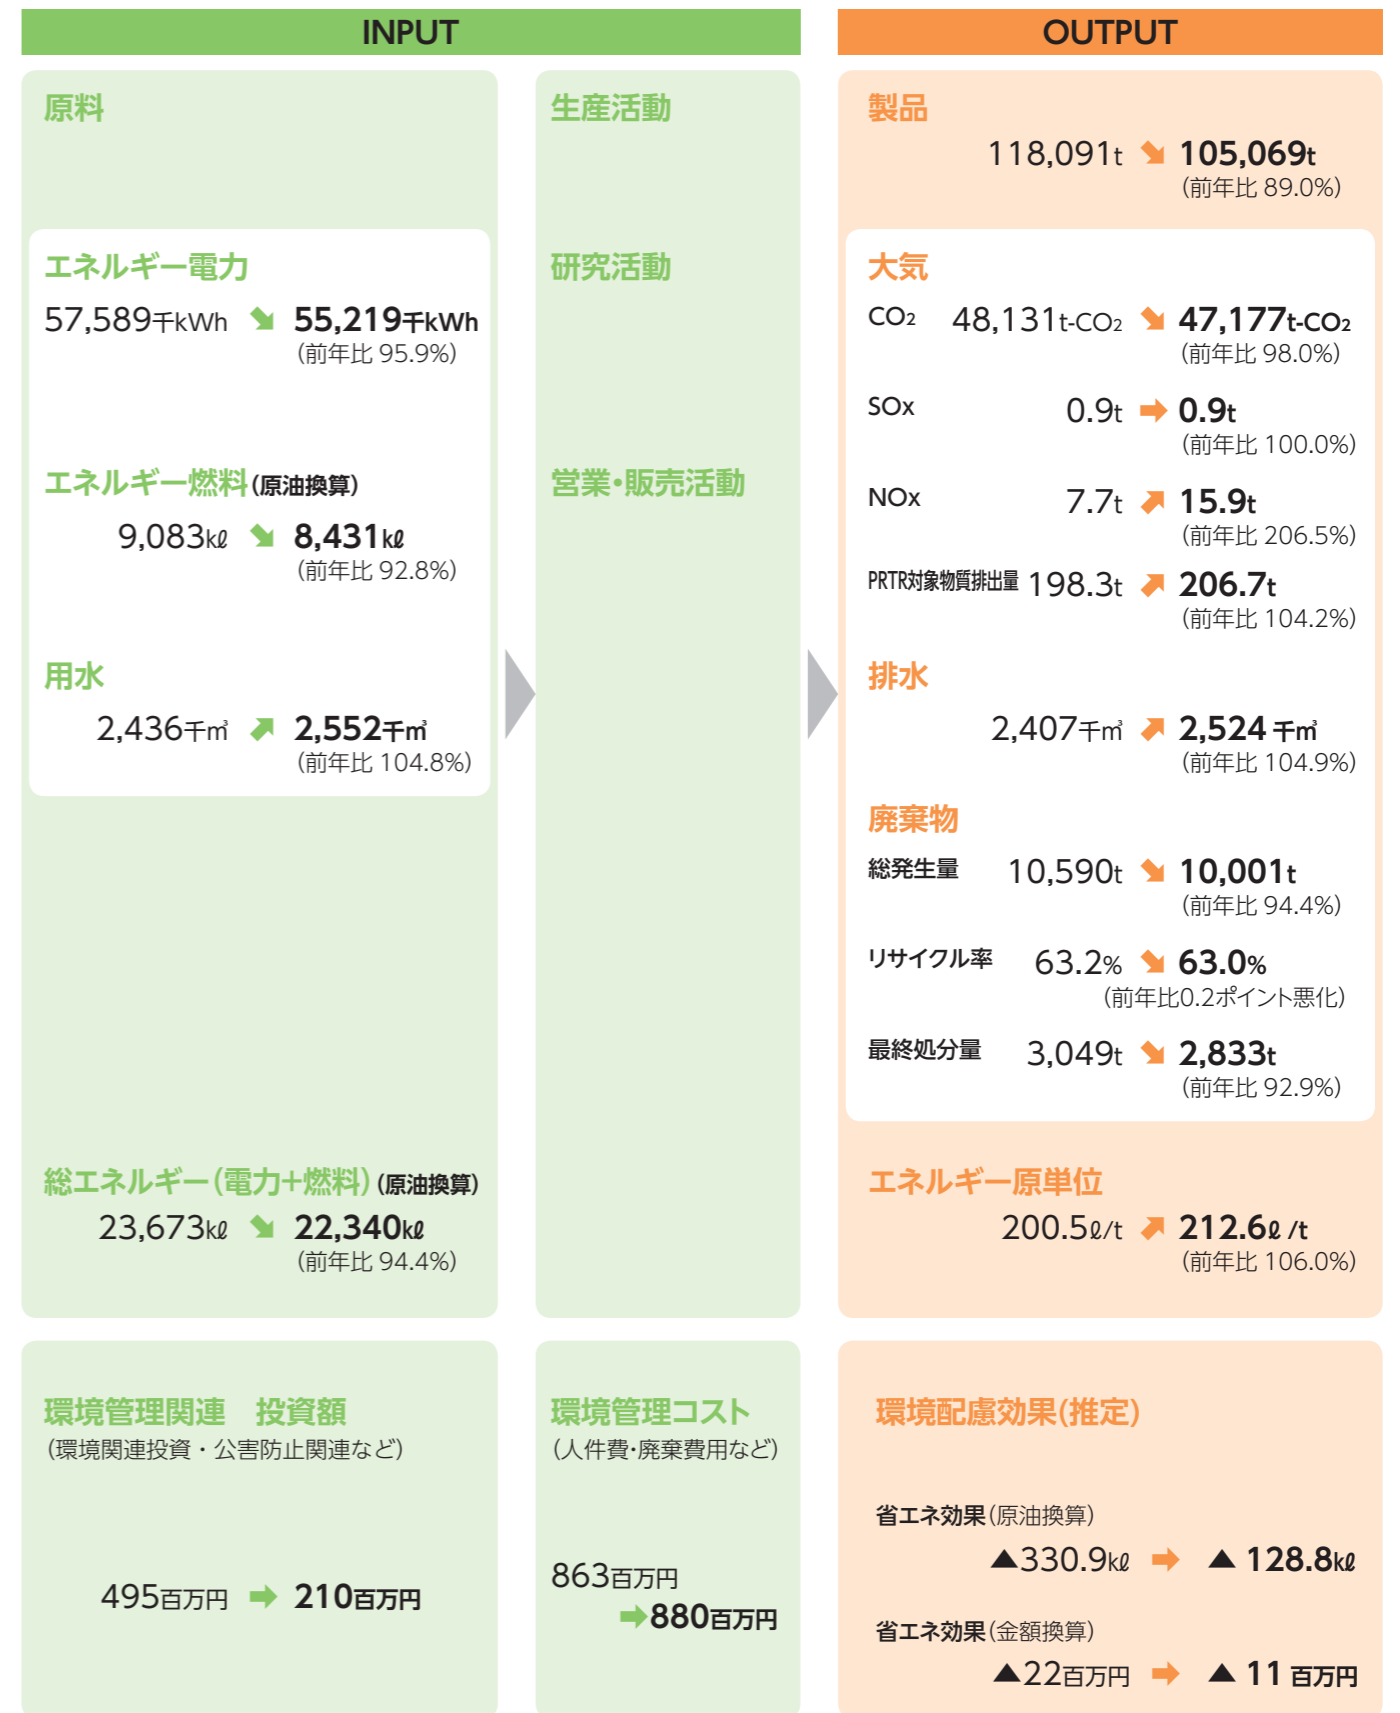 INPUT
原料
エネルギー電力
57,589千kWh 55,219千kWh
(前年比 95.9%)
エネルギー燃料(原油換算)
9,083kℓ 8,431kℓ
(前年比 92.8%)
用水
2,436千㎥ 2,552千㎥
(前年比 104.8%)
総エネルギー(電力+燃料)(原油換算)
23,673kℓ 22,340kℓ
(前年比 94.4%)
生産活動
研究活動
営業・販売活動
OUTPUT
製品
118,091t 105,069t
(前年比 89.0%)
大気
CO₂ 48,131t-CO₂ 47,177t-CO₂
(前年比 98.0%)
SOx 0.9t 0.9t
(前年比 100.0%)
NOx 7.7t 15.9t
(前年比 206.5%)
PRTR対象物質排出量 198.3t 206.7t
(前年比 104.2%)
排水
2,407千㎥ 2,524千㎥
(前年比 104.9%)
廃棄物
総発生量 10,590t 10,001t
(前年比 94.4%)
リサイクル率 63.2% 63.0%
(前年比0.2ポイント悪化)
最終処分量 3,049t 2,833t
(前年比 92.9%)
エネルギー原単位
200.5ℓ/t 212.6ℓ/t
(前年比 106.0%)
環境管理関連 投資額
(環境関連投資・公害防止関連など)
495百万円 210百万円
環境管理コスト
(人件費・廃棄費用など)
863百万円
880百万円
環境配慮効果(推定)
省エネ効果(原油換算)
▲330.9kℓ ▲128.8kℓ
省エネ効果(金額換算)
▲22百万円 ▲11百万円